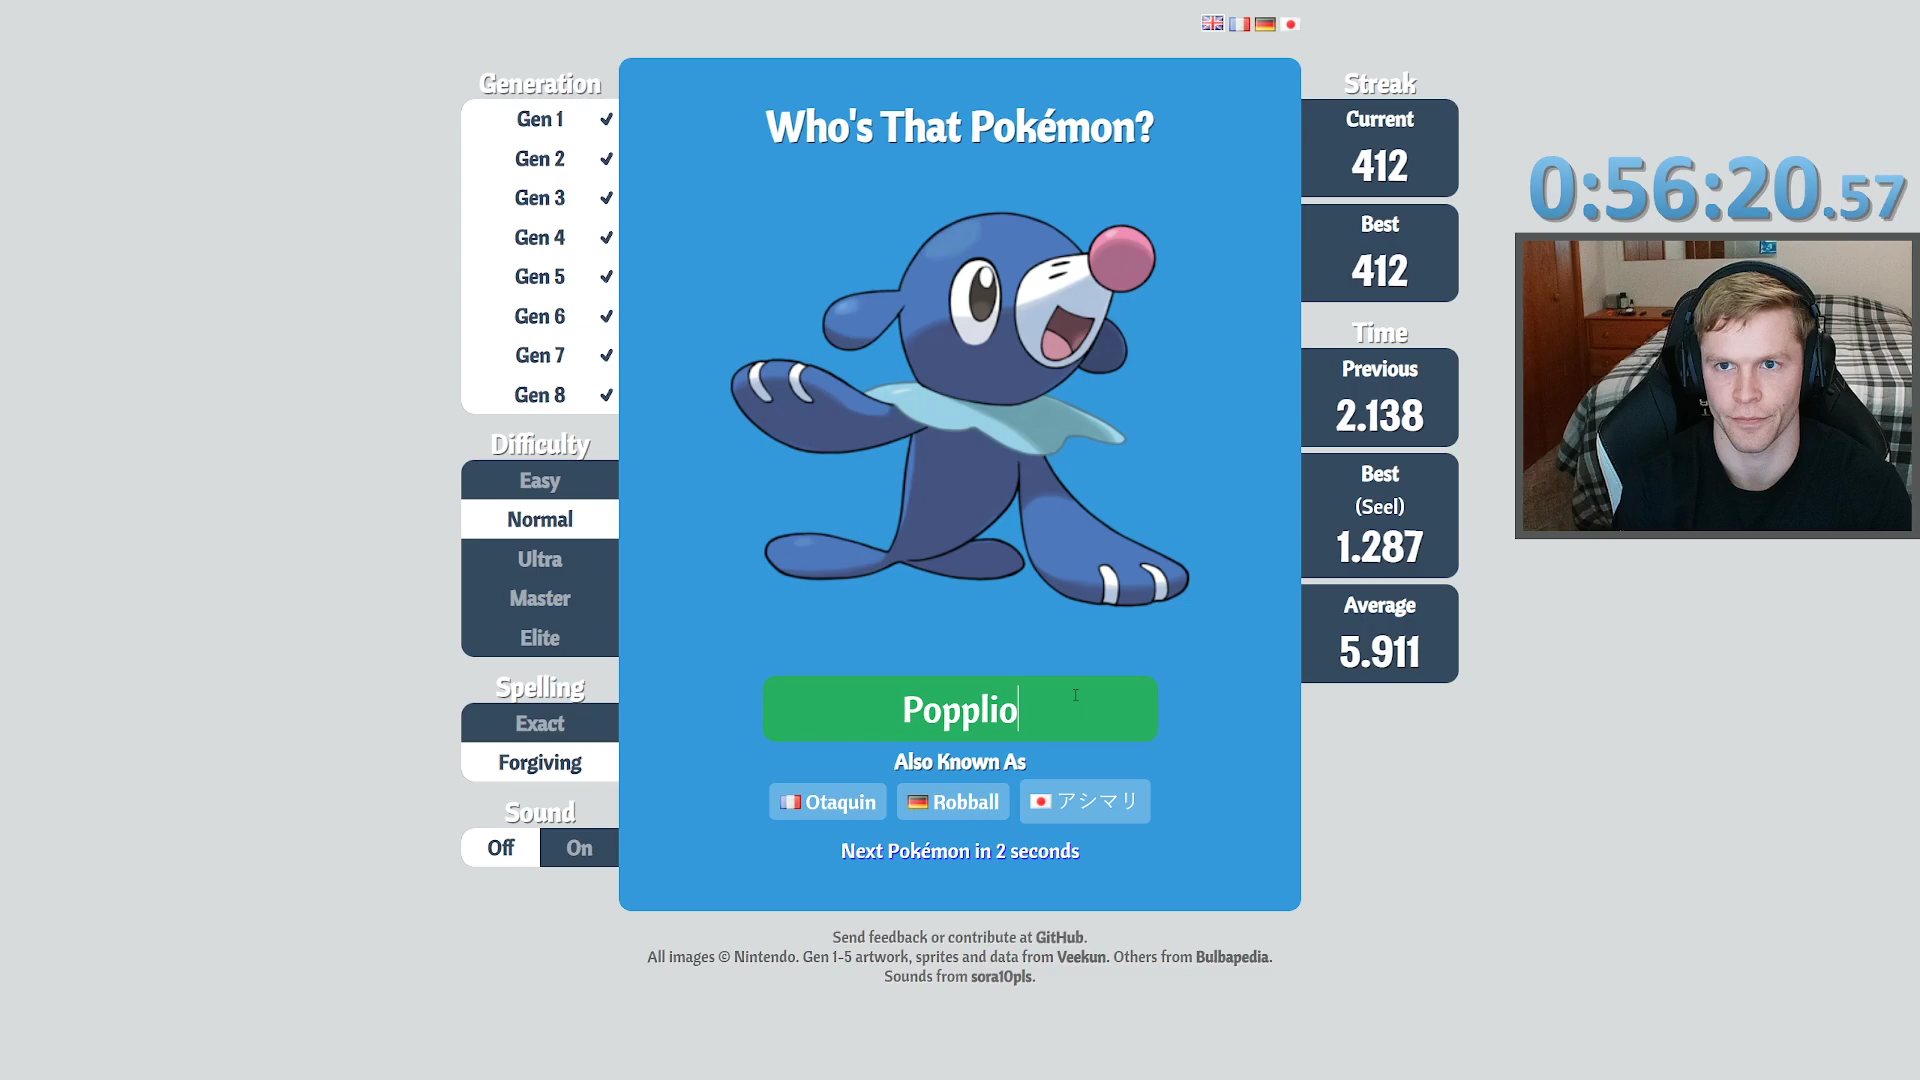 Generation
Gen 1 ✔
Gen 2 ✔
Gen 3 ✔
Gen 4 ✔
Gen 5 ✔
Gen 6 ✔
Gen 7 ✔
Gen 8 ✔
Difficulty
Easy
Normal
Ultra
Master
Elite
Spelling
Exact
Forgiving
Sound
Off On
Who's That Pokémon?
Popplio
Also Known As
Otaquin Robball アシマリ
Next Pokémon in 2 seconds
Streak
Current
412
Best
412
Time
Previous
2.138
Best
(Seel)
1.287
Average
5.911
0:56:20.57
Send feedback or contribute at GitHub.
All images © Nintendo. Gen 1-5 artwork, sprites and data from Veekun. Others from Bulbapedia.
Sounds from sora10pls.